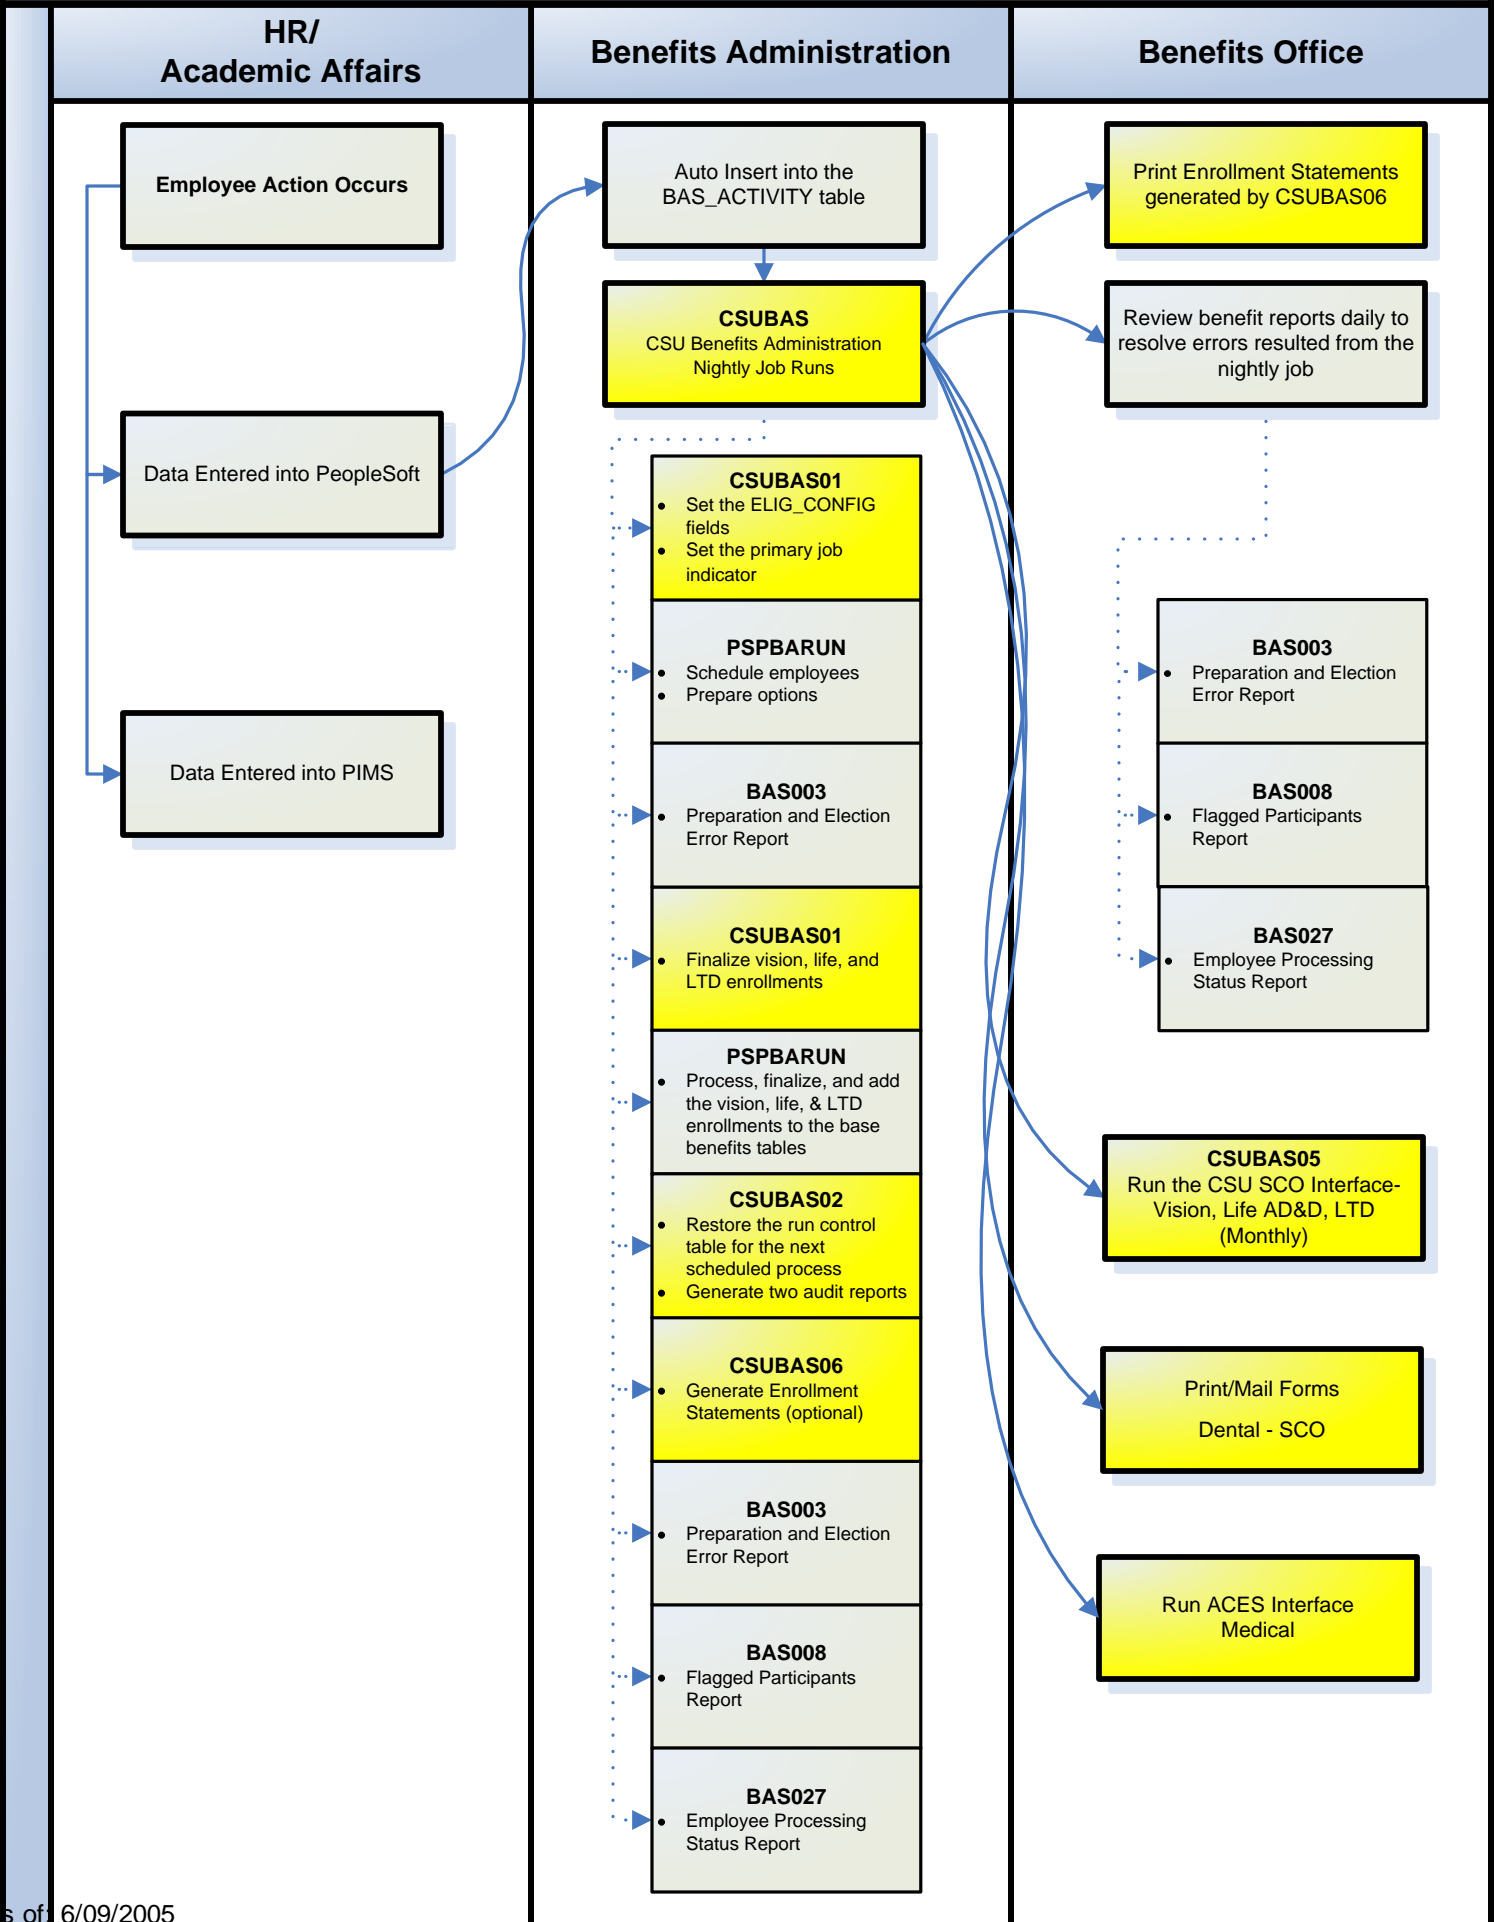 HR/
Academic Affairs
Benefits Administration
Benefits Office
Employee Action Occurs
Data Entered into PeopleSoft
Data Entered into PIMS
Auto Insert into the
BAS_ACTIVITY table
CSUBAS
CSU Benefits Administration
Nightly Job Runs
CSUBAS01
• Set the ELIG_CONFIG
fields
• Set the primary job
indicator
PSPBARUN
• Schedule employees
• Prepare options
BAS003
• Preparation and Election
Error Report
CSUBAS01
• Finalize vision, life, and
LTD enrollments
PSPBARUN
• Process, finalize, and add
the vision, life, & LTD
enrollments to the base
benefits tables
CSUBAS02
• Restore the run control
table for the next
scheduled process
• Generate two audit reports
CSUBAS06
• Generate Enrollment
Statements (optional)
BAS003
• Preparation and Election
Error Report
BAS008
• Flagged Participants
Report
BAS027
• Employee Processing
Status Report
Print Enrollment Statements
generated by CSUBAS06
Review benefit reports daily to
resolve errors resulted from the
nightly job
BAS003
• Preparation and Election
Error Report
BAS008
• Flagged Participants
Report
BAS027
• Employee Processing
Status Report
CSUBAS05
Run the CSU SCO Interface-
Vision, Life AD&D, LTD
(Monthly)
Print/Mail Forms
Dental - SCO
Run ACES Interface
Medical
s of: 6/09/2005